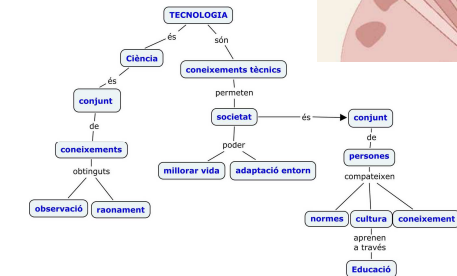 TECNOLOGIA
és
són
Ciència
coneixements tècnics
és
permeten
conjunt
societat
és
conjunt
de
poder
de
coneixements
persones
obtinguts
millorar vida
adaptació entorn
compateixen
observació
raonament
normes
cultura
coneixement
aprenen
a través
Educació